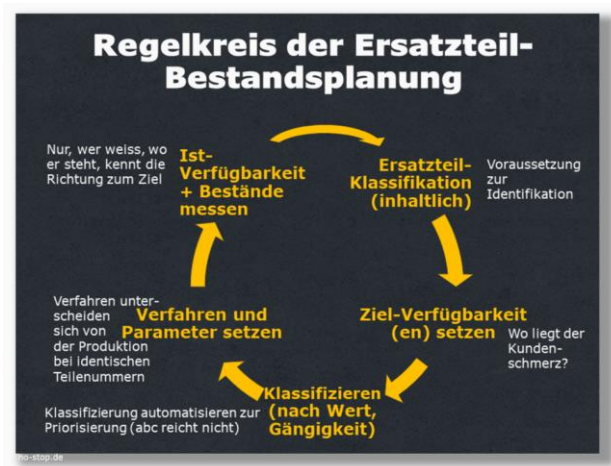 Regelkreis der Ersatzteil-
Bestandsplanung
Nur, wer weiss, wo
er steht, kennt die
Richtung zum Ziel
Ist-
Verfügbarkeit
+ Bestände
messen
Ersatzteil-
Klassifikation
(inhaltlich)
Voraussetzung
zur
Identifikation
Verfahren unter-
scheiden
sich von
der Produktion
bei identischen
Teilenummern
Verfahren und
Parameter setzen
Ziel-Verfügbarkeit
(en) setzen
Wo liegt der
Kunden-
schmerz?
Klassifizierung automatisieren zur
Priorisierung (abc reicht nicht)
Klassifizieren
(nach Wert,
Gängigkeit)
no-stop.de